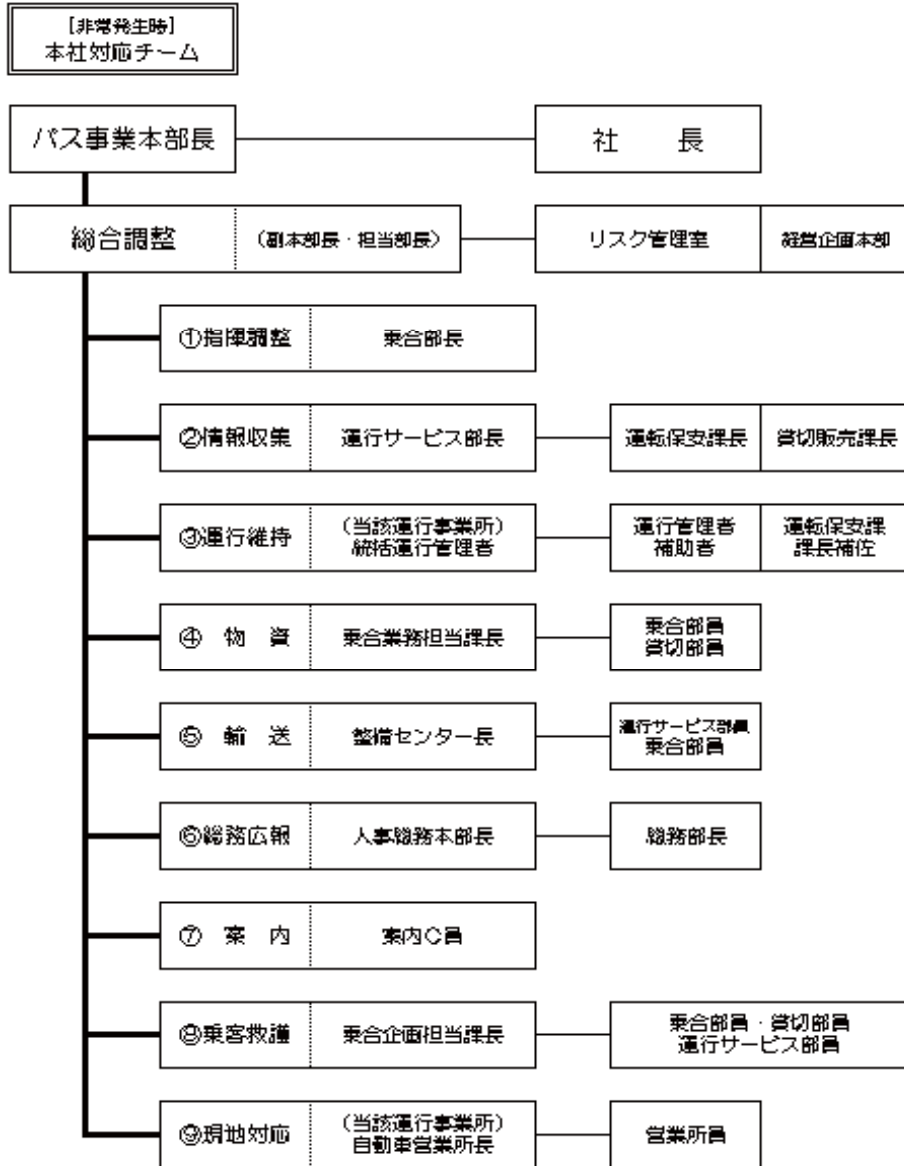 [非常発生時]
本社対応チーム
バス事業本部長
社　　長
総合調整
（副本部長・担当部長）
リスク管理室
経営企画本部
①指揮調整
乗合部長
②情報収集
運行サービス部長
運転保安課長
貸切販売課長
③運行維持
（当該運行事業所）
統括運行管理者
運行管理者
補助者
運転保安課
課長補佐
④　物　資
乗合業務担当課長
乗合部員
貸切部員
⑤　輸　送
整備センター長
運行サービス部員
乗合部員
⑥総務広報
人事総務本部長
総務部長
⑦　案　内
案内C員
⑧乗客救護
乗合企画担当課長
乗合部員・貸切部員
運行サービス部員
⑨現地対応
（当該運行事業所）
自動車営業所長
営業所員